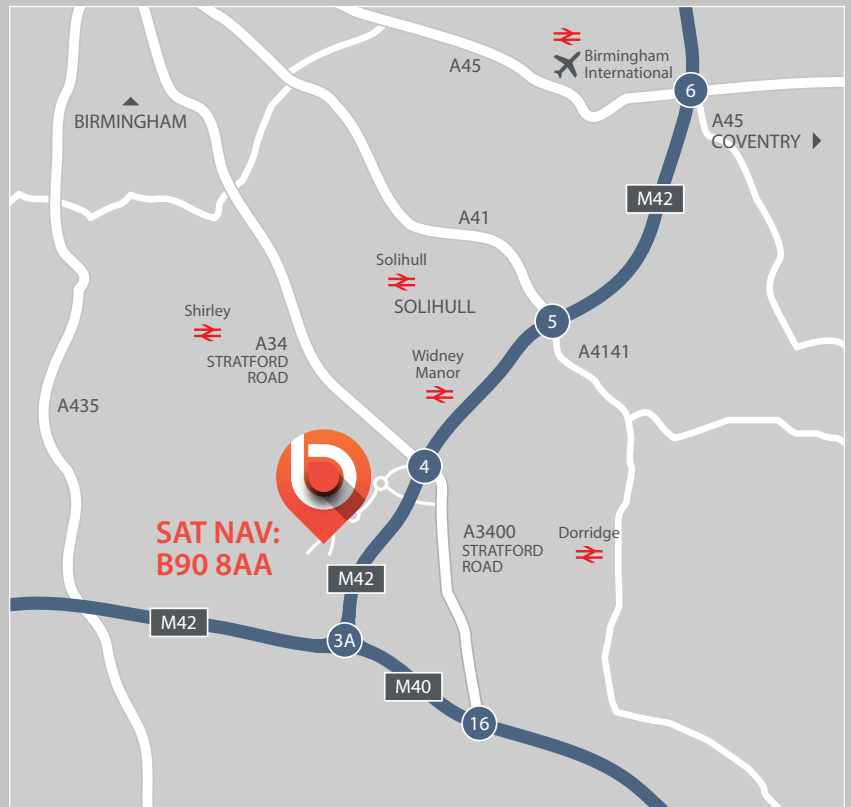 A45
Birmingham
International
6
BIRMINGHAM
A45
COVENTRY
M42
A41
Solihull
SOLIHULL
Shirley
5
A34
STRATFORD
ROAD
Widney
Manor
A4141
A435
b
4
SAT NAV:
B90 8AA
A3400
STRATFORD
ROAD
Dorridge
M42
M42
3A
M40
16